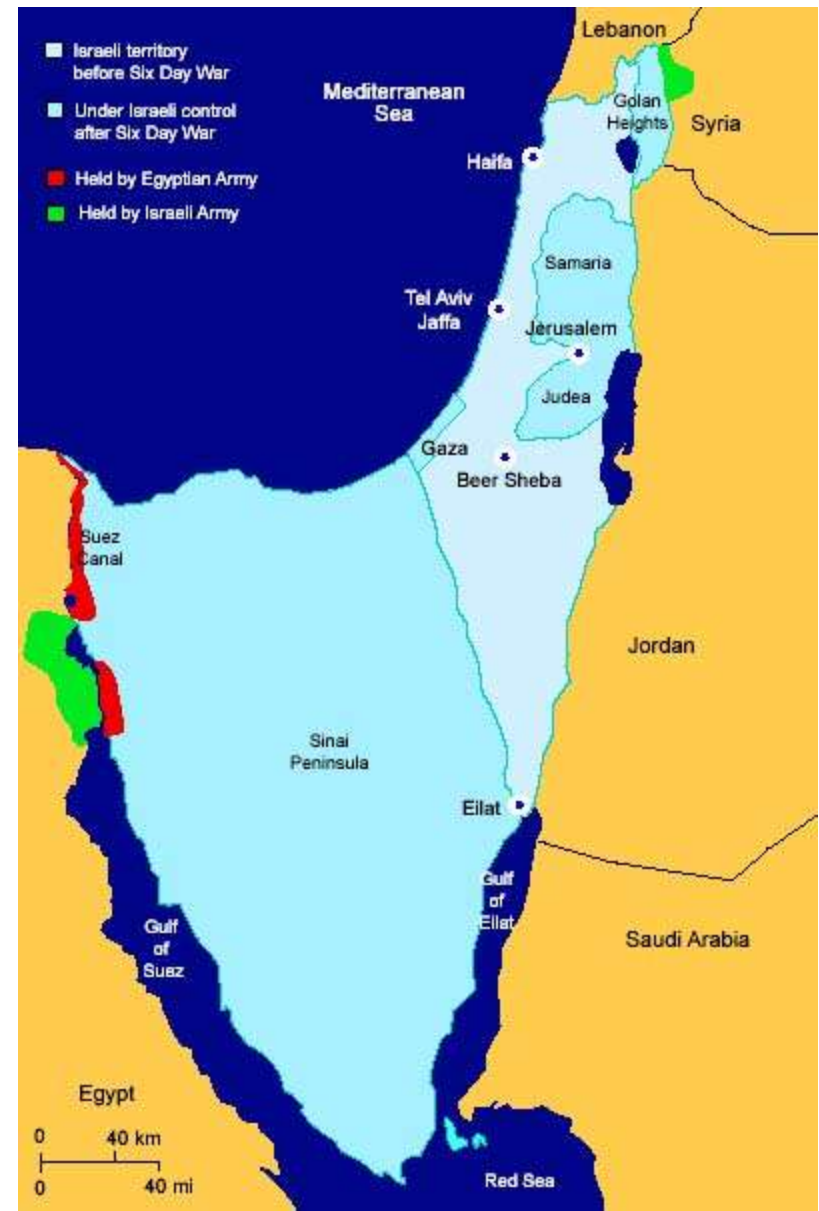 Israeli territory
before Six Day War
Under Israeli control
after Six Day War
Held by Egyptian Army
Held by Israeli Army
Mediterranean
Sea
Lebanon
Golan
Heights
Syria
Haifa
Samaria
Tel Aviv
Jaffa
Jerusalem
Judea
Gaza
Beer Sheba
Suez
Canal
Jordan
Sinai
Peninsula
Eilat
Gulf
of
Eilat
Gulf
of
Suez
Saudi Arabia
Egypt
0 40 km
0 40 mi
Red Sea